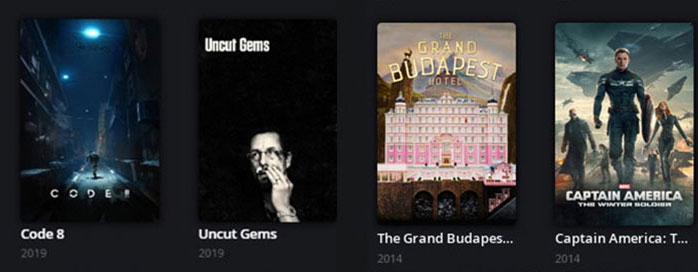 Uncut Gems
THE
GRAND
BUDAPEST
HOTEL
CODE 8
MARVEL
CAPTAIN AMERICA
THE WINTER SOLDIER
Code 8
Uncut Gems
The Grand Budapes...
Captain America: T...
2019
2019
2014
2014